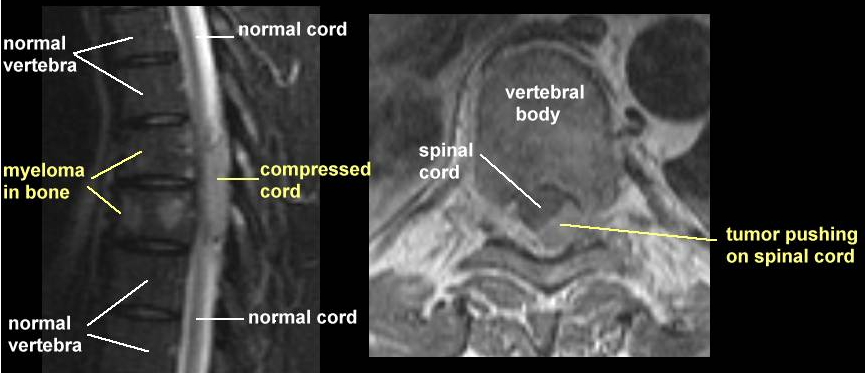 normal
vertebra
normal cord
myeloma
in bone
compressed
cord
normal
vertebra
normal cord
vertebral
body
spinal
cord
tumor pushing
on spinal cord